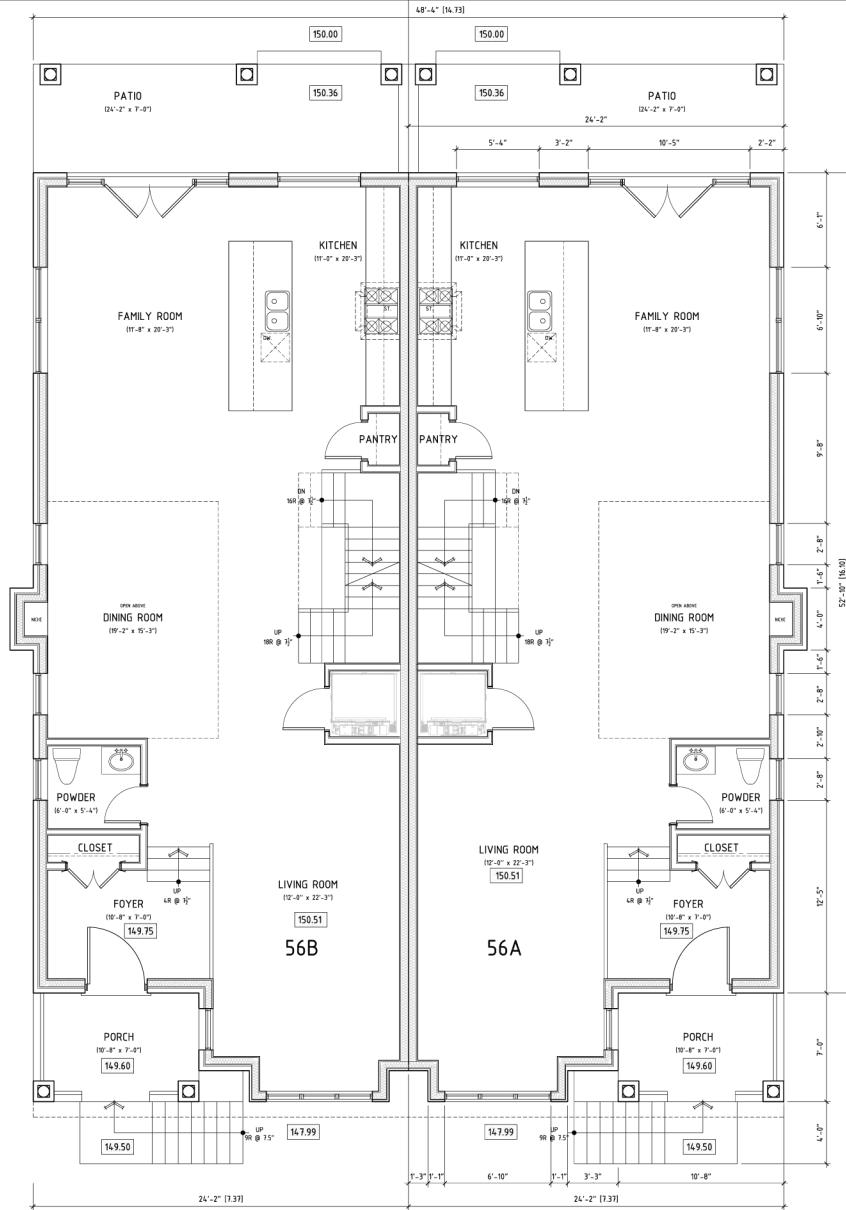 48'-4" [14.73]
150.00
150.00
150.36
150.36
PATIO
(24'-2" x 7'-0")
PATIO
(24'-2" x 7'-0")
24'-2"
5'-4"
3'-2"
10'-5"
2'-2"
6'-1"
KITCHEN
(11'-0" x 20'-3")
KITCHEN
(11'-0" x 20'-3")
FAMILY ROOM
(11'-8" x 20'-3")
FAMILY ROOM
(11'-8" x 20'-3")
ST.
ST.
6'-10"
DW.
DW.
PANTRY
PANTRY
9'-8"
DN
16R @ 7½"
DN
16R @ 7½"
2'-8"
1'-6"
52'-10" [16.10]
OPEN ABOVE
DINING ROOM
(19'-2" x 15'-3")
OPEN ABOVE
DINING ROOM
(19'-2" x 15'-3")
NICHE
NICHE
4'-0"
UP
18R @ 7½"
UP
18R @ 7½"
1'-6"
2'-8"
2'-10"
POWDER
(6'-0" x 5'-4")
POWDER
(6'-0" x 5'-4")
2'-8"
CLOSET
CLOSET
UP
4R @ 7½"
UP
4R @ 7½"
LIVING ROOM
(12'-0" x 22'-3")
150.51
LIVING ROOM
(12'-0" x 22'-3")
150.51
FOYER
(10'-8" x 7'-0")
149.75
FOYER
(10'-8" x 7'-0")
149.75
12'-5"
56B
56A
PORCH
(10'-8" x 7'-0")
149.60
PORCH
(10'-8" x 7'-0")
149.60
7'-0"
UP
9R @ 7.5"
147.99
147.99
UP
9R @ 7.5"
149.50
149.50
4'-0"
1'-3"
1'-1"
6'-10"
1'-1"
3'-3"
10'-8"
24'-2" [7.37]
24'-2" [7.37]